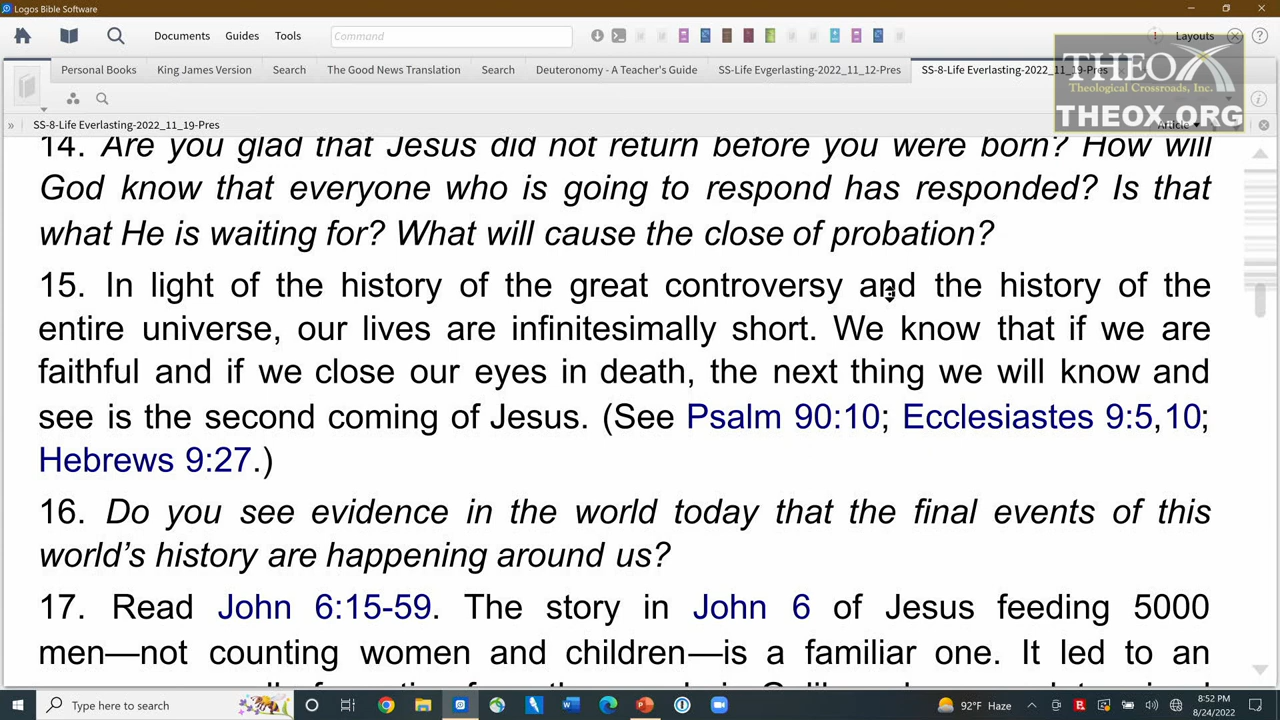 Logos Bible Software
Documents Guides Tools Command Layouts
THEOX
Theological Crossroads, Inc.
THEOX.ORG
Personal Books King James Version Search Search Deuteronomy - A Teacher's Guide SS-Life Evgerlasting-2022_11_12-Pres SS-8-Life Everlasting-2022_11_19-Pres
SS-8-Life Everlasting-2022_11_19-Pres Article
14. Are you glad that Jesus did not return before you were born? How will
God know that everyone who is going to respond has responded? Is that
what He is waiting for? What will cause the close of probation?
15. In light of the history of the great controversy and the history of the
entire universe, our lives are infinitesimally short. We know that if we are
faithful and if we close our eyes in death, the next thing we will know and
see is the second coming of Jesus. (See Psalm 90:10; Ecclesiastes 9:5,10;
Hebrews 9:27.)
16. Do you see evidence in the world today that the final events of this
world's history are happening around us?
17. Read John 6:15-59. The story in John 6 of Jesus feeding 5000
men—not counting women and children—is a familiar one. It led to an
Type here to search 92°F Haze 8:52 PM
8/24/2022